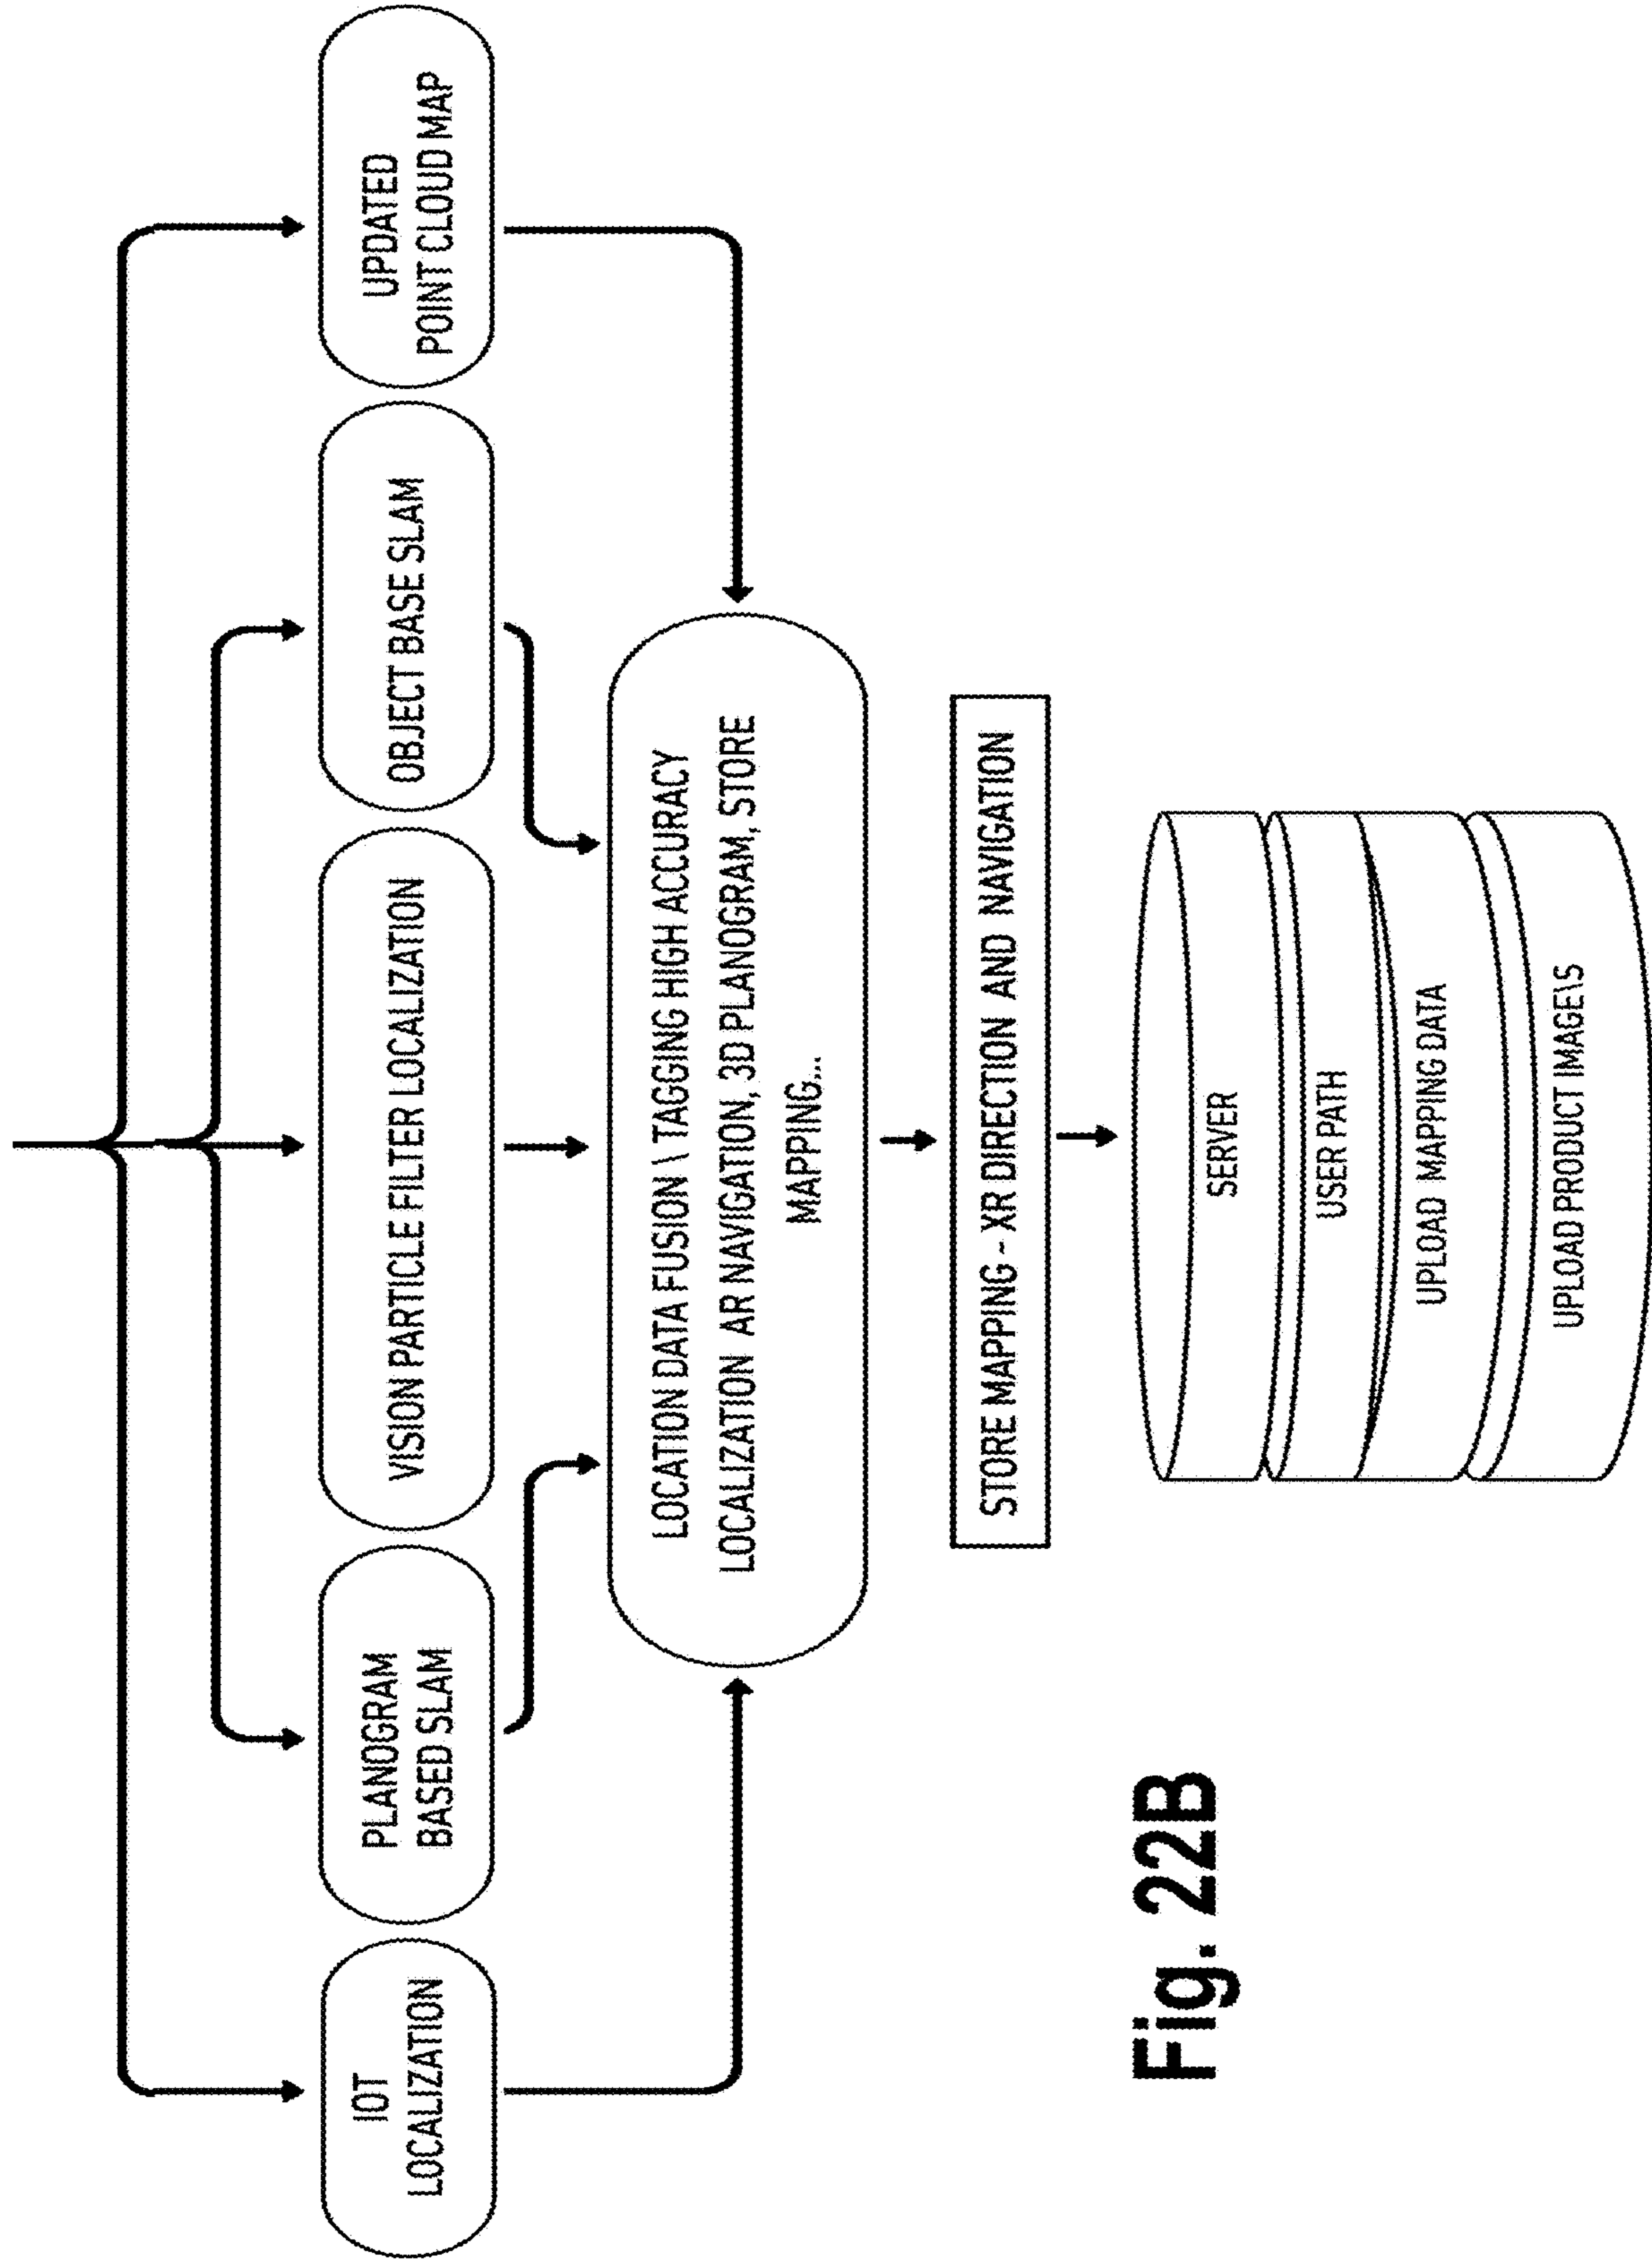 IOT
LOCALIZATION
PLANOGRAM
BASED SLAM
VISION PARTICLE FILTER LOCALIZATION
OBJECT BASE SLAM
UPDATED
POINT CLOUD MAP
LOCATION DATA FUSION \ TAGGING HIGH ACCURACY
LOCALIZATION AR NAVIGATION, 3D PLANOGRAM, STORE
MAPPING...
STORE MAPPING - XR DIRECTION AND NAVIGATION
SERVER
USER PATH
UPLOAD MAPPING DATA
UPLOAD PRODUCT IMAGE\S
Fig. 22B